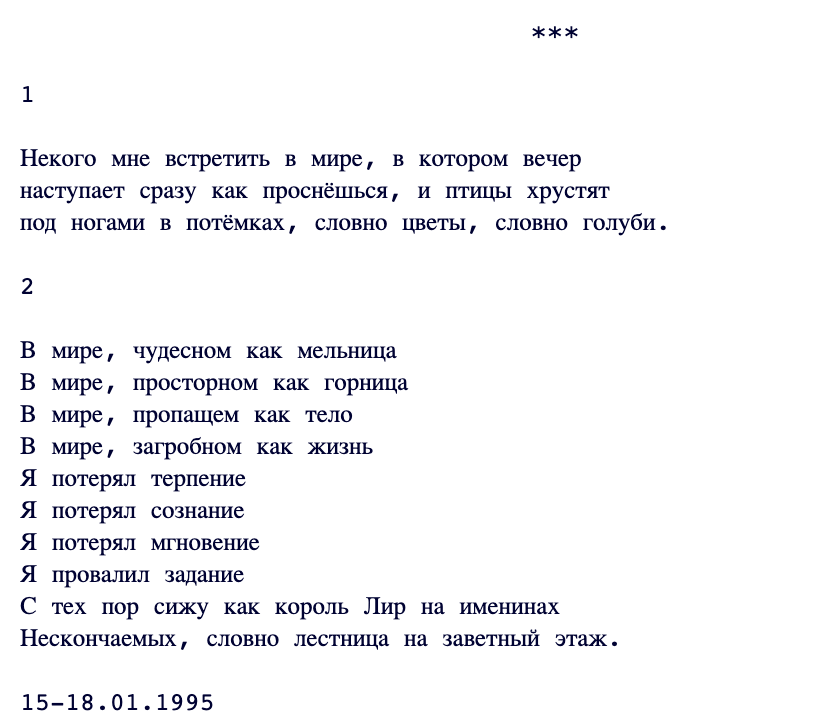 ***
1
Некого мне встретить в мире, в котором вечер
наступает сразу как проснёшься, и птицы хрустят
под ногами в потёмках, словно цветы, словно голуби.
2
В мире, чудесном как мельница
В мире, просторном как горница
В мире, пропащем как тело
В мире, загробном как жизнь
Я потерял терпение
Я потерял сознание
Я потерял мгновение
Я провалил задание
С тех пор сижу как король Лир на именинах
Нескончаемых, словно лестница на заветный этаж.
15-18.01.1995